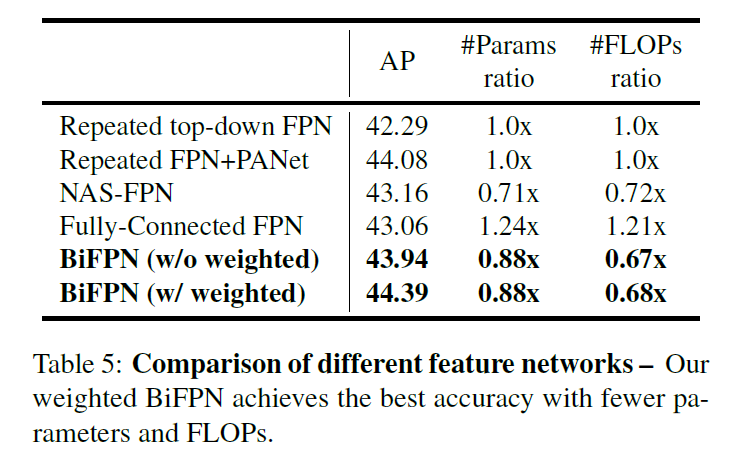 AP #Params ratio #FLOPs ratio
Repeated top-down FPN 42.29 1.0x 1.0x
Repeated FPN+PANet 44.08 1.0x 1.0x
NAS-FPN 43.16 0.71x 0.72x
Fully-Connected FPN 43.06 1.24x 1.21x
BiFPN (w/o weighted) 43.94 0.88x 0.67x
BiFPN (w/ weighted) 44.39 0.88x 0.68x
Table 5: Comparison of different feature networks – Our
weighted BiFPN achieves the best accuracy with fewer pa-
rameters and FLOPs.